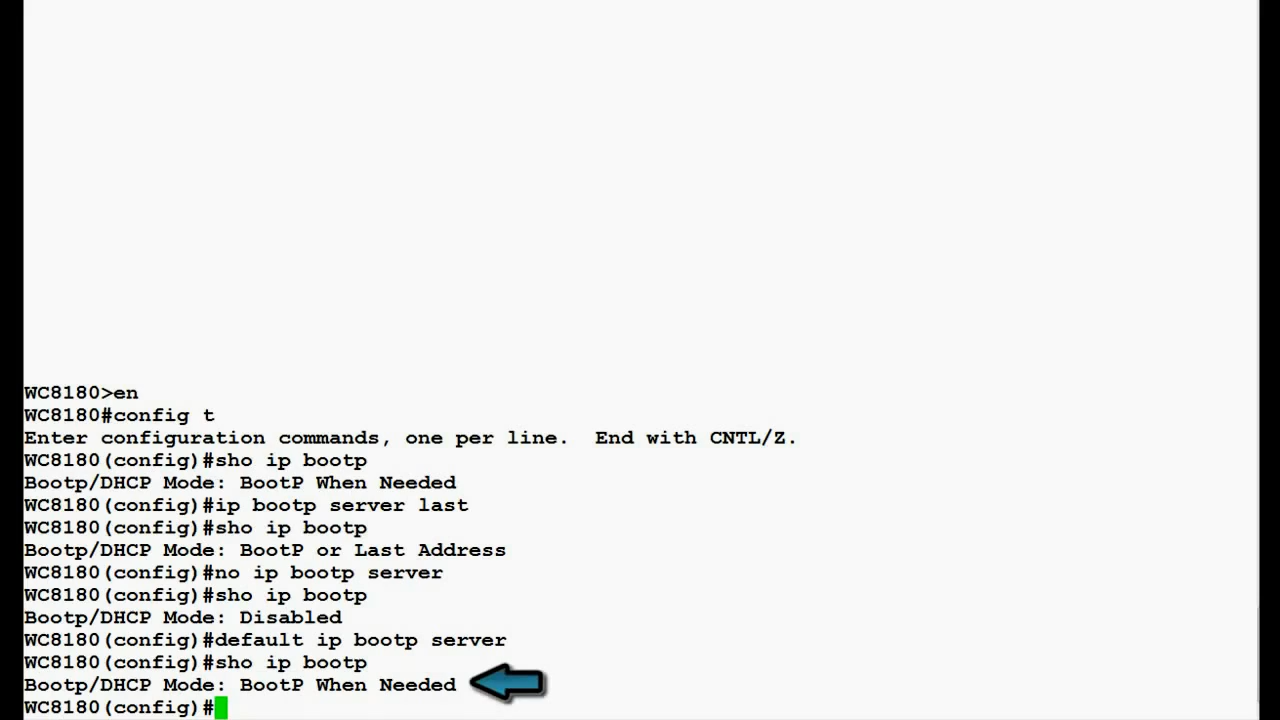 WC8180>en
WC8180#config t
Enter configuration commands, one per line.  End with CNTL/Z.
WC8180(config)#sho ip bootp
Bootp/DHCP Mode: BootP When Needed
WC8180(config)#ip bootp server last
WC8180(config)#sho ip bootp
Bootp/DHCP Mode: BootP or Last Address
WC8180(config)#no ip bootp server
WC8180(config)#sho ip bootp
Bootp/DHCP Mode: Disabled
WC8180(config)#default ip bootp server
WC8180(config)#sho ip bootp
Bootp/DHCP Mode: BootP When Needed
WC8180(config)#